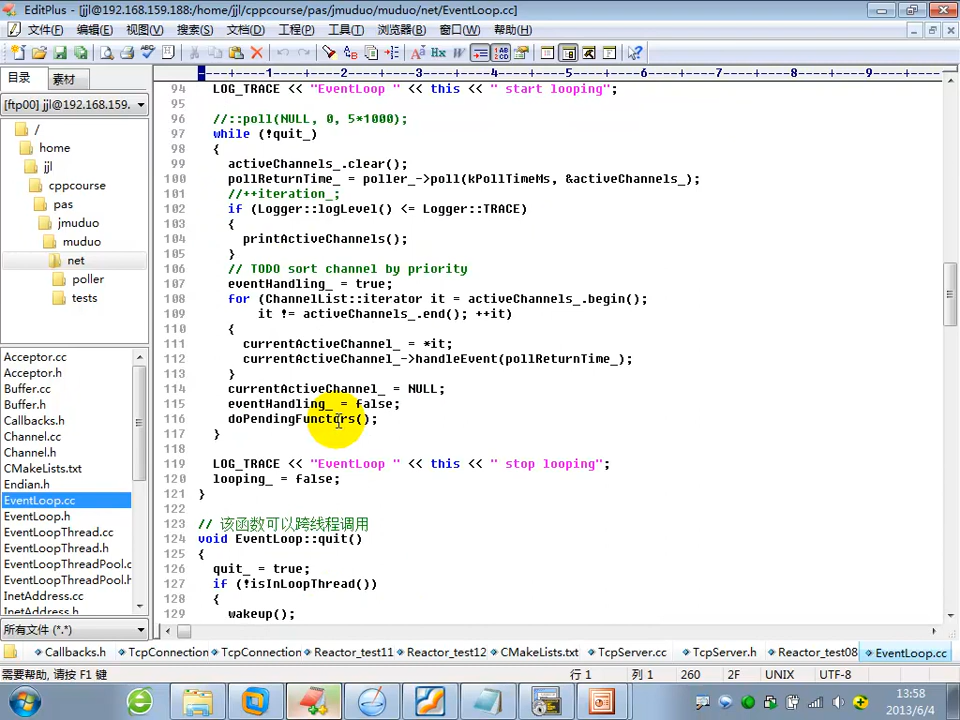 EditPlus - [jjl@192.168.159.188:/home/jjl/cppcourse/pas/jmuduo/muduo/net/EventLoop.cc]
文件(F) 编辑(E) 视图(V) 搜索(S) 文档(D) 工程(P) 工具(T) 浏览器(B) 窗口(W) 帮助(H)
目录 素材
[ftp00] jjl@192.168.159.
/
home
jjl
cppcourse
pas
jmuduo
muduo
net
poller
tests
Acceptor.cc
Acceptor.h
Buffer.cc
Buffer.h
Callbacks.h
Channel.cc
Channel.h
CMakeLists.txt
Endian.h
EventLoop.cc
EventLoop.h
EventLoopThread.cc
EventLoopThread.h
EventLoopThreadPool.c
EventLoopThreadPool.h
InetAddress.cc
InetAddress.h
所有文件 (*.*)
----+----1----+----2----+----3----+----4----+----5----+----6----+----7----+----8----+----9----+--
94 LOG_TRACE << "EventLoop " << this << " start looping";
95
96 //::poll(NULL, 0, 5*1000);
97 while (!quit_)
98 {
99 activeChannels_.clear();
100 pollReturnTime_ = poller_->poll(kPollTimeMs, &activeChannels_);
101 //++iteration_;
102 if (Logger::logLevel() <= Logger::TRACE)
103 {
104 printActiveChannels();
105 }
106 // TODO sort channel by priority
107 eventHandling_ = true;
108 for (ChannelList::iterator it = activeChannels_.begin();
109 it != activeChannels_.end(); ++it)
110 {
111 currentActiveChannel_ = *it;
112 currentActiveChannel_->handleEvent(pollReturnTime_);
113 }
114 currentActiveChannel_ = NULL;
115 eventHandling_ = false;
116 doPendingFunctors();
117 }
118
119 LOG_TRACE << "EventLoop " << this << " stop looping";
120 looping_ = false;
121 }
122
123 // 该函数可以跨线程调用
124 void EventLoop::quit()
125 {
126 quit_ = true;
127 if (!isInLoopThread())
128 {
129 wakeup();
Callbacks.h TcpConnection TcpConnection Reactor_test11 Reactor_test12 CMakeLists.txt TcpServer.cc TcpServer.h Reactor_test08 EventLoop.cc
需要帮助, 请按 F1 键 行 1 列 1 260 2F UNIX UTF-8
13:58
2013/6/4